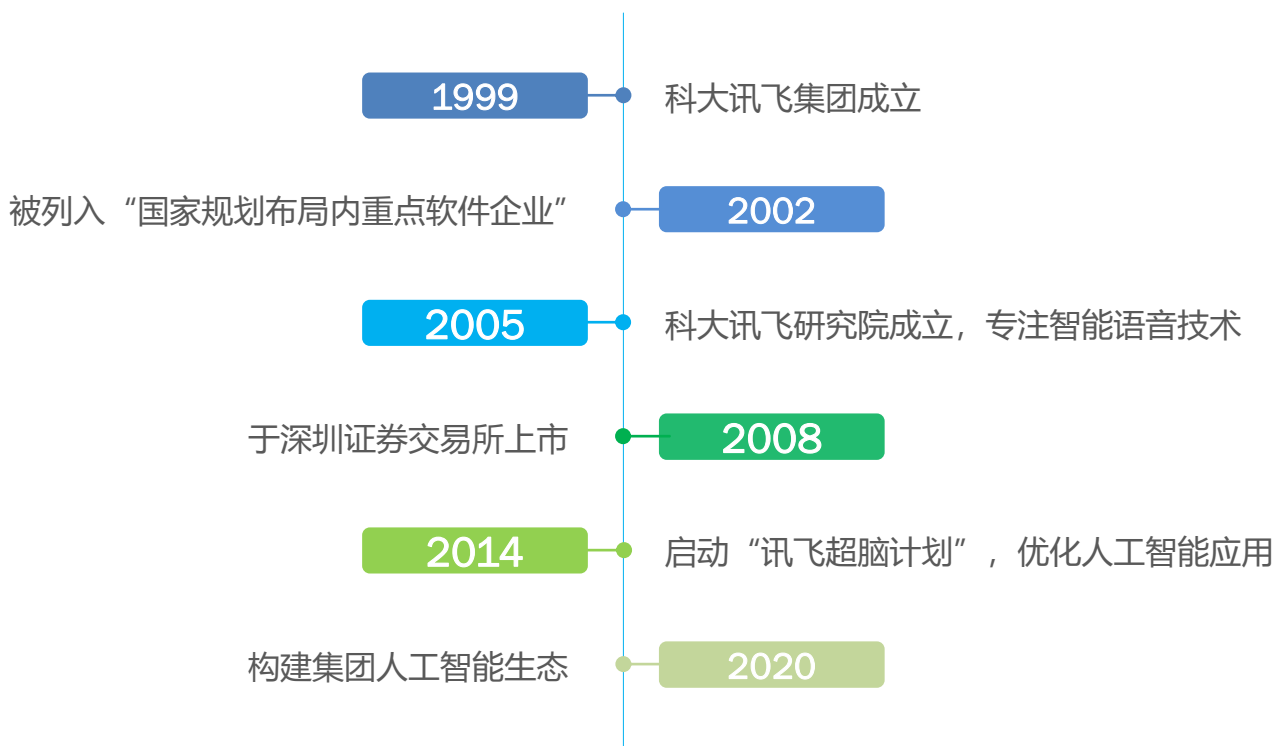 1999
科大讯飞集团成立
被列入“国家规划布局内重点软件企业”
2002
2005
科大讯飞研究院成立，专注智能语音技术
于深圳证券交易所上市
2008
2014
启动“讯飞超脑计划”，优化人工智能应用
构建集团人工智能生态
2020